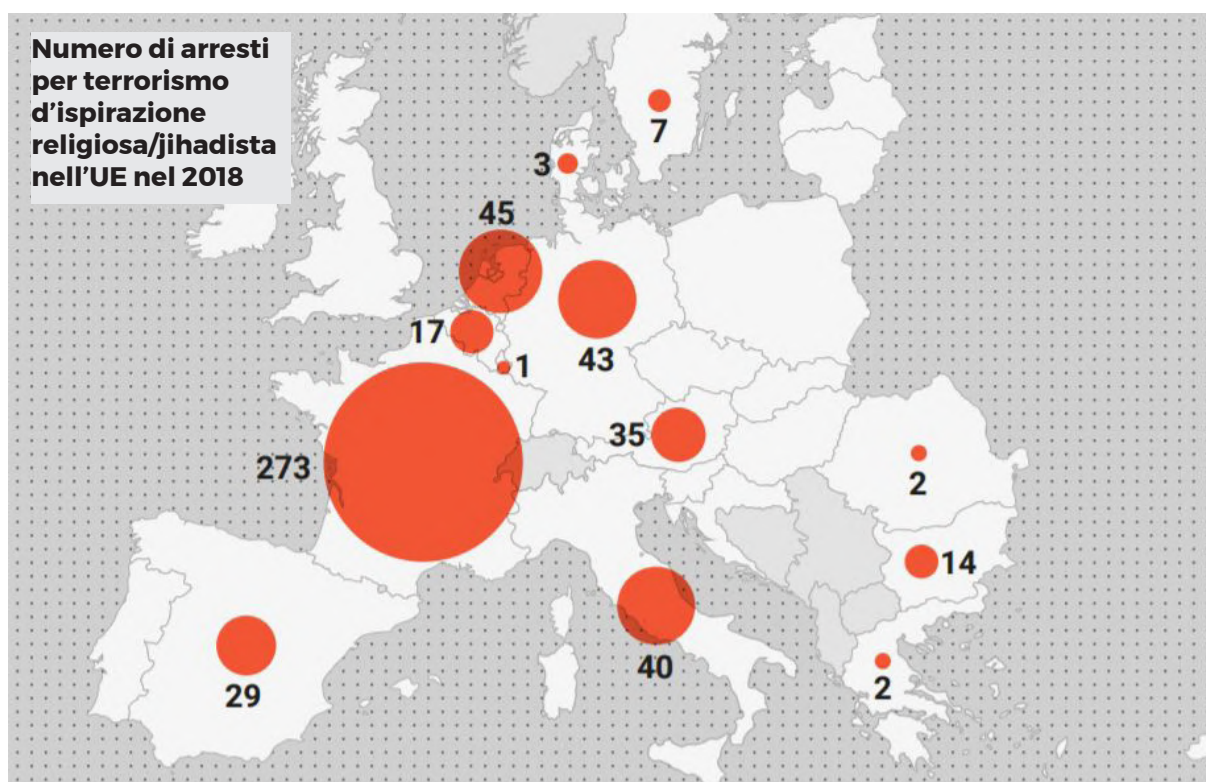 Numero di arresti
per terrorismo
d'ispirazione
religiosa/jihadista
nell'UE nel 2018
7
3
45
17
1
43
273
35
2
14
29
40
2